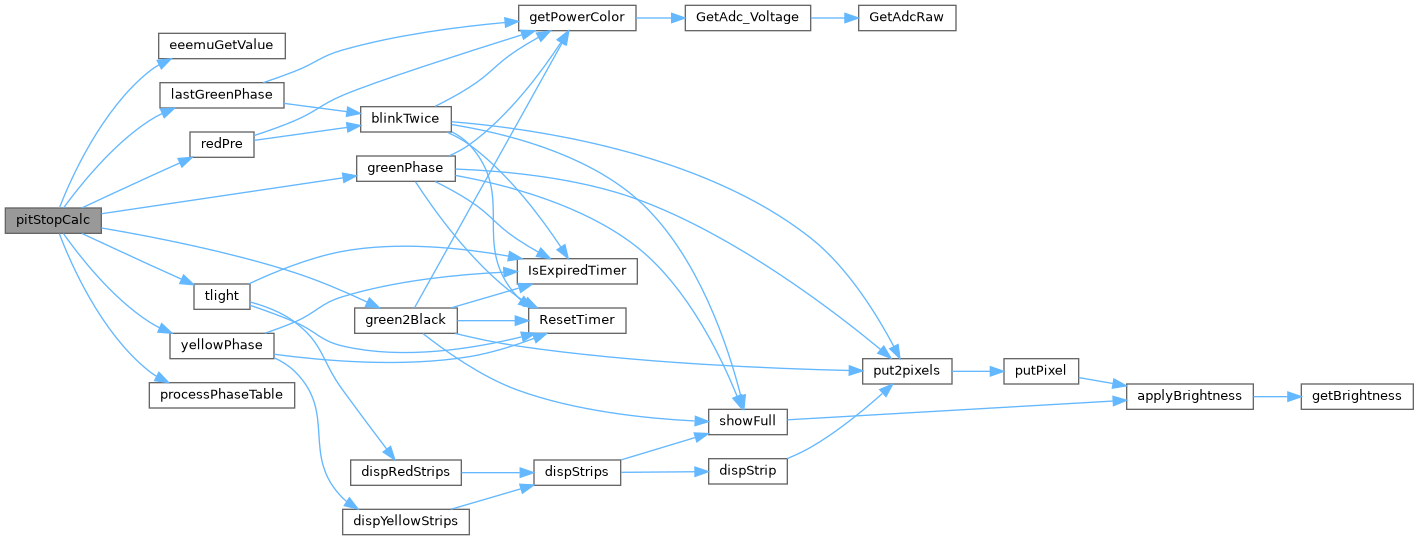 getPowerColor
GetAdc_Voltage
GetAdcRaw
eeemuGetValue
lastGreenPhase
blinkTwice
redPre
greenPhase
pitStopCalc
IsExpiredTimer
tlight
green2Black
ResetTimer
yellowPhase
put2pixels
putPixel
processPhaseTable
applyBrightness
getBrightness
showFull
dispRedStrips
dispStrips
dispStrip
dispYellowStrips